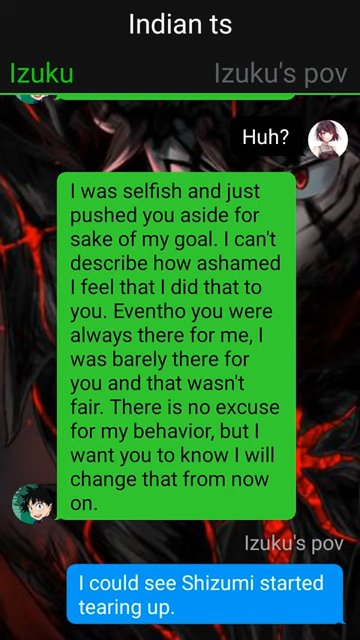 Indian ts
Izuku
Izuku's pov
Huh?
I was selfish and just
pushed you aside for
sake of my goal. I can't
describe how ashamed
I feel that I did that to
you. Eventho you were
always there for me, I
was barely there for
you and that wasn't
fair. There is no excuse
for my behavior, but I
want you to know I will
change that from now
on.
Izuku's pov
I could see Shizumi started
tearing up.